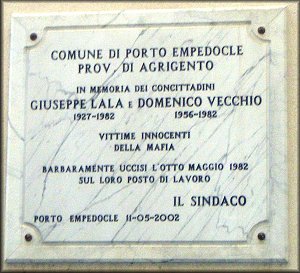 COMUNE DI PORTO EMPEDOCLE
PROV. DI AGRIGENTO
IN MEMORIA DEI CONCITTADINI
GIUSEPPE LALA E DOMENICO VECCHIO
1927-1982 1956-1982
VITTIME INNOCENTI
DELLA MAFIA
BARBARAMENTE UCCISI L'OTTO MAGGIO 1982
SUL LORO POSTO DI LAVORO
IL SINDACO
PORTO EMPEDOCLE 11-05-2002